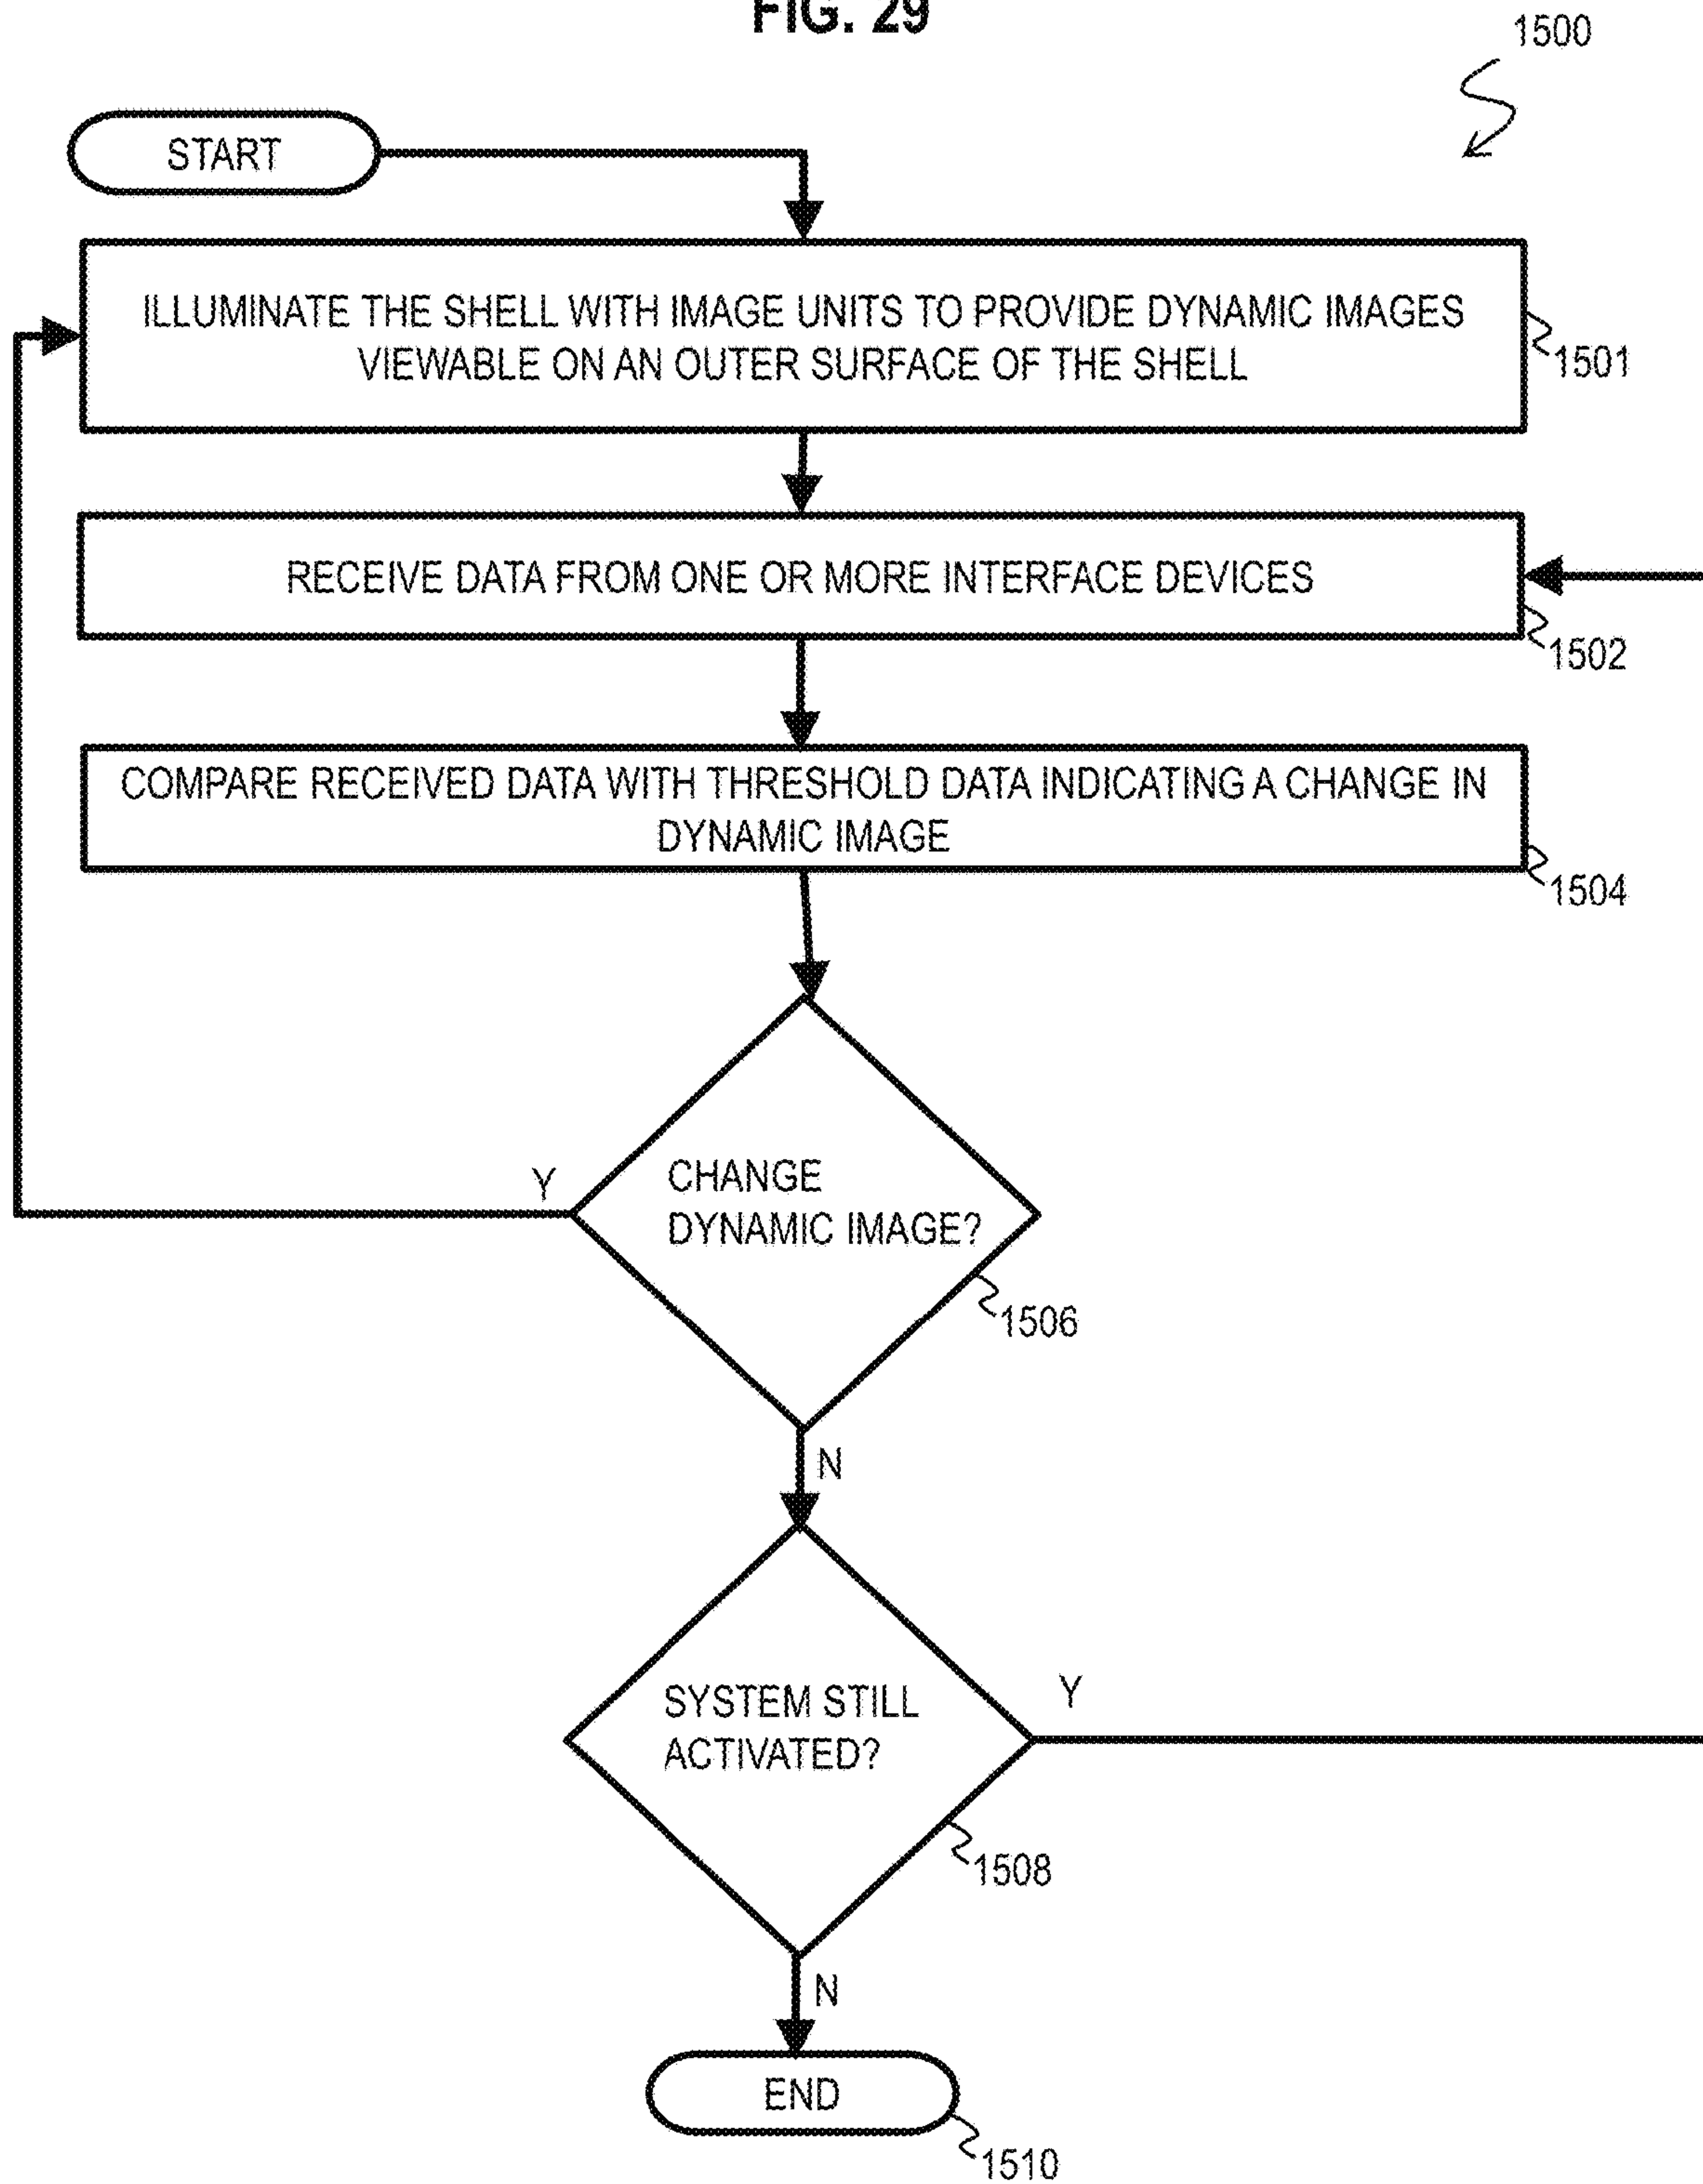 FIG. 29
1500
START
ILLUMINATE THE SHELL WITH IMAGE UNITS TO PROVIDE DYNAMIC IMAGES
VIEWABLE ON AN OUTER SURFACE OF THE SHELL
1501
RECEIVE DATA FROM ONE OR MORE INTERFACE DEVICES
1502
COMPARE RECEIVED DATA WITH THRESHOLD DATA INDICATING A CHANGE IN
DYNAMIC IMAGE
1504
Y
CHANGE
DYNAMIC IMAGE?
1506
N
SYSTEM STILL
ACTIVATED?
Y
1508
N
END
1510